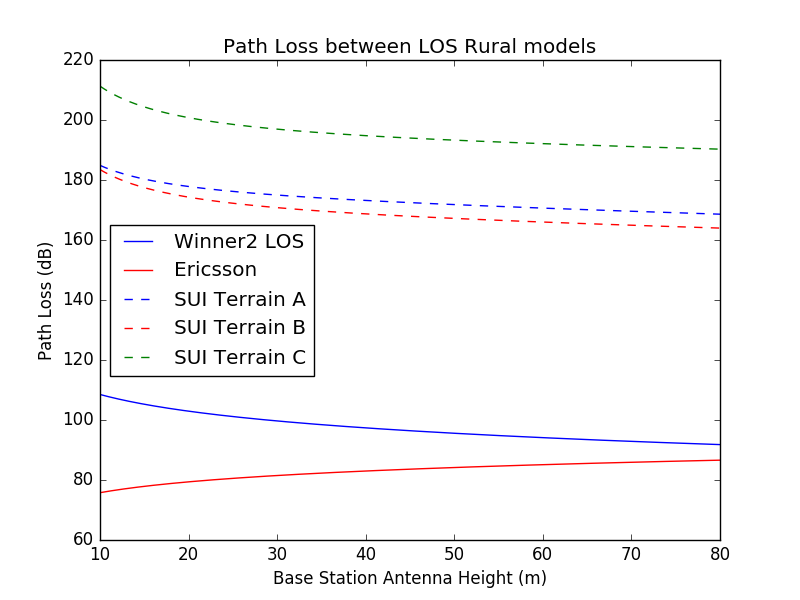 Path Loss between LOS Rural models
220
200
180
160
140
120
100
80
60
Path Loss (dB)
Winner2 LOS
Ericsson
SUI Terrain A
SUI Terrain B
SUI Terrain C
10 20 30 40 50 60 70 80
Base Station Antenna Height (m)